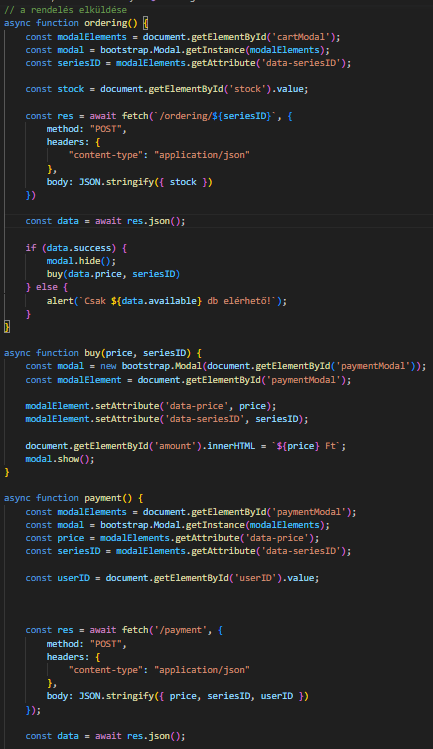 // a rendelés elküldése
async function ordering() {
const modalElements = document.getElementById('cartModal');
const modal = bootstrap.Modal.getInstance(modalElements);
const seriesID = modalElements.getAttribute('data-seriesID');
const stock = document.getElementById('stock').value;
const res = await fetch(`/ordering/${seriesID}`, {
method: "POST",
headers: {
"content-type": "application/json"
},
body: JSON.stringify({ stock })
})
const data = await res.json();
if (data.success) {
modal.hide();
buy(data.price, seriesID)
} else {
alert(`Csak ${data.available} db elérhető!`);
}
}
async function buy(price, seriesID) {
const modal = new bootstrap.Modal(document.getElementById('paymentModal'));
const modalElement = document.getElementById('paymentModal');
modalElement.setAttribute('data-price', price);
modalElement.setAttribute('data-seriesID', seriesID);
document.getElementById('amount').innerHTML = `${price} Ft`;
modal.show();
}
async function payment() {
const modalElements = document.getElementById('paymentModal');
const modal = bootstrap.Modal.getInstance(modalElements);
const price = modalElements.getAttribute('data-price');
const seriesID = modalElements.getAttribute('data-seriesID');
const userID = document.getElementById('userID').value;
const res = await fetch('/payment', {
method: "POST",
headers: {
"content-type": "application/json"
},
body: JSON.stringify({ price, seriesID, userID })
});
const data = await res.json();